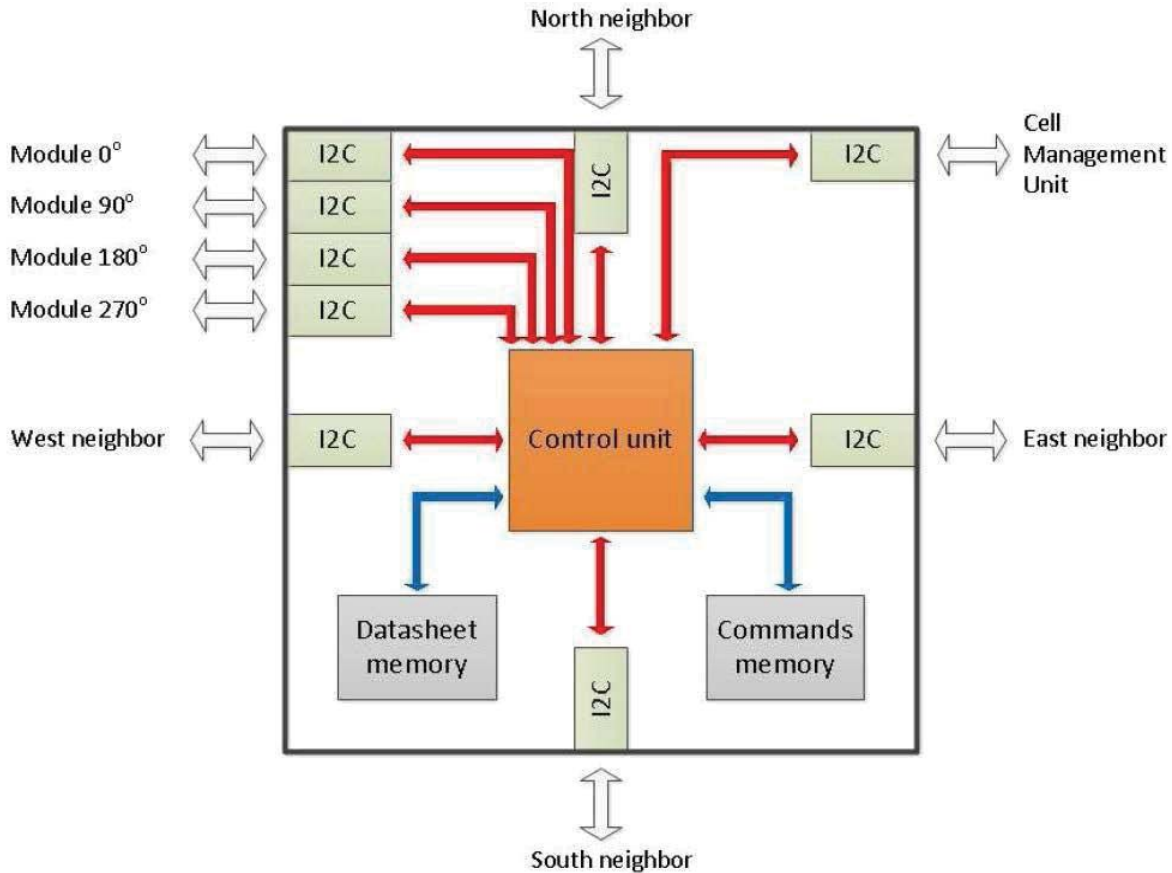 North neighbor
Module 0°
I2C
I2C
I2C
Cell
Management
Unit
Module 90°
I2C
Module 180°
I2C
Module 270°
I2C
West neighbor
I2C
Control unit
I2C
East neighbor
Datasheet
memory
Commands
memory
I2C
South neighbor